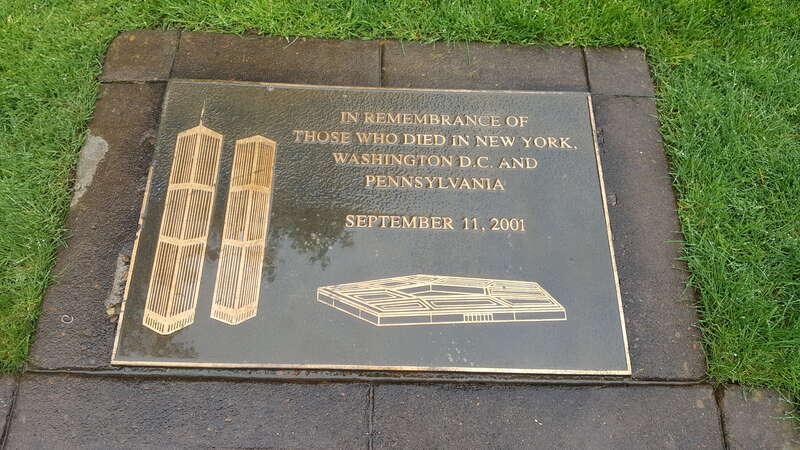 IN REMEMBRANCE OF
THOSE WHO DIED IN NEW YORK,
WASHINGTON D.C. AND
PENNSYLVANIA
SEPTEMBER 11, 2001